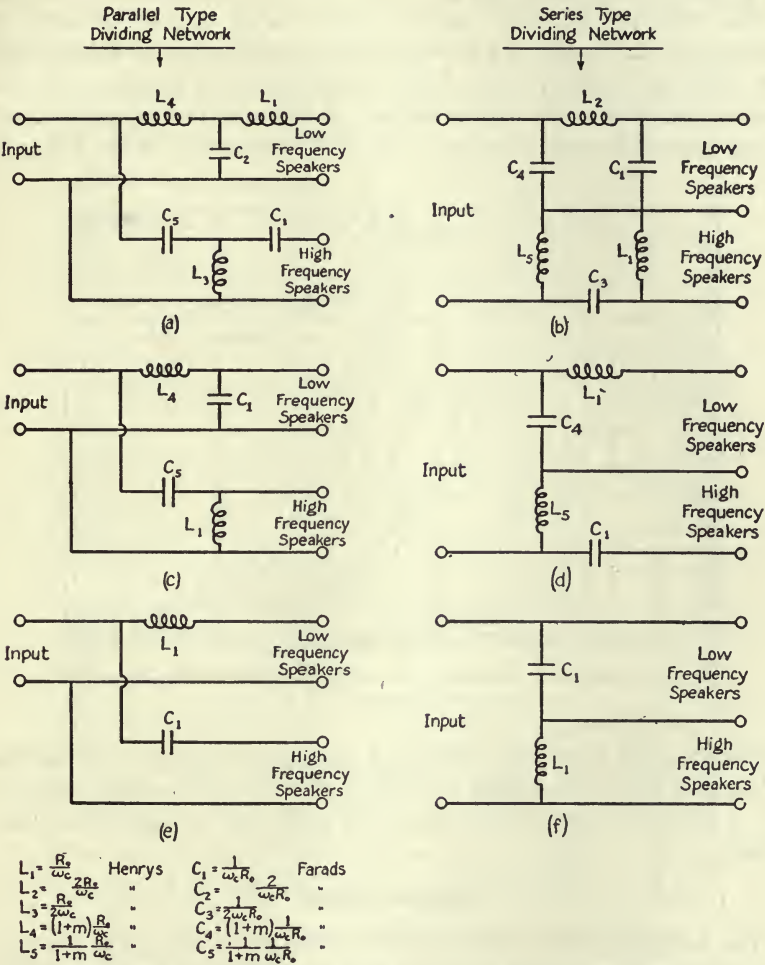 Parallel Type
Dividing Network
Series Type
Dividing Network
L4
L1
Input
C2
Low
Frequency
Speakers
C5
C1
L3
High
Frequency
Speakers
(a)
L2
C4
C1
Low
Frequency
Speakers
Input
L5
L1
High
Frequency
Speakers
C3
(b)
Input
L4
C1
Low
Frequency
Speakers
C5
L1
High
Frequency
Speakers
(c)
L1
C4
Low
Frequency
Speakers
Input
L5
C1
High
Frequency
Speakers
(d)
Input
L1
Low
Frequency
Speakers
C1
High
Frequency
Speakers
(e)
C1
Low
Frequency
Speakers
Input
L1
High
Frequency
Speakers
(f)
L1 = R0/ωc Henrys C1 = 1/ωcR0 Farads
L2 = 2R0/ωc " C2 = 2/ωcR0 "
L3 = R0/2ωc " C3 = 1/2ωcR0 "
L4 = (1+m) R0/ωc " C4 = (1+m) 1/ωcR0 "
L5 = 1/1+m R0/ωc " C5 = 1/1+m 1/ωcR0 "